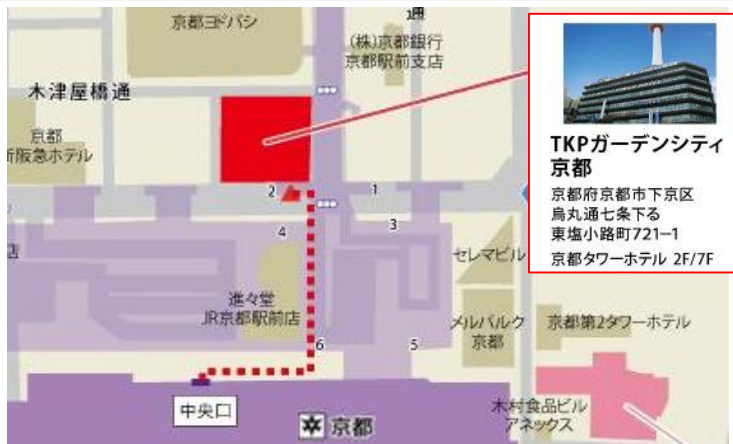 京都ヨドバシ
1通
(株)京都銀行
京都駅前支店
木津屋橋通
京都
新阪急ホテル
2
1
4
3
店
セレマビル
進々堂
JR京都駅前店
6
5
メルパルク
京都
京都第2タワーホテル
中央口
京都
木村食品ビル
アネックス
TKPガーデンシティ
京都
京都府京都市下京区
烏丸通七条下る
東塩小路町721−1
京都タワーホテル 2F/7F